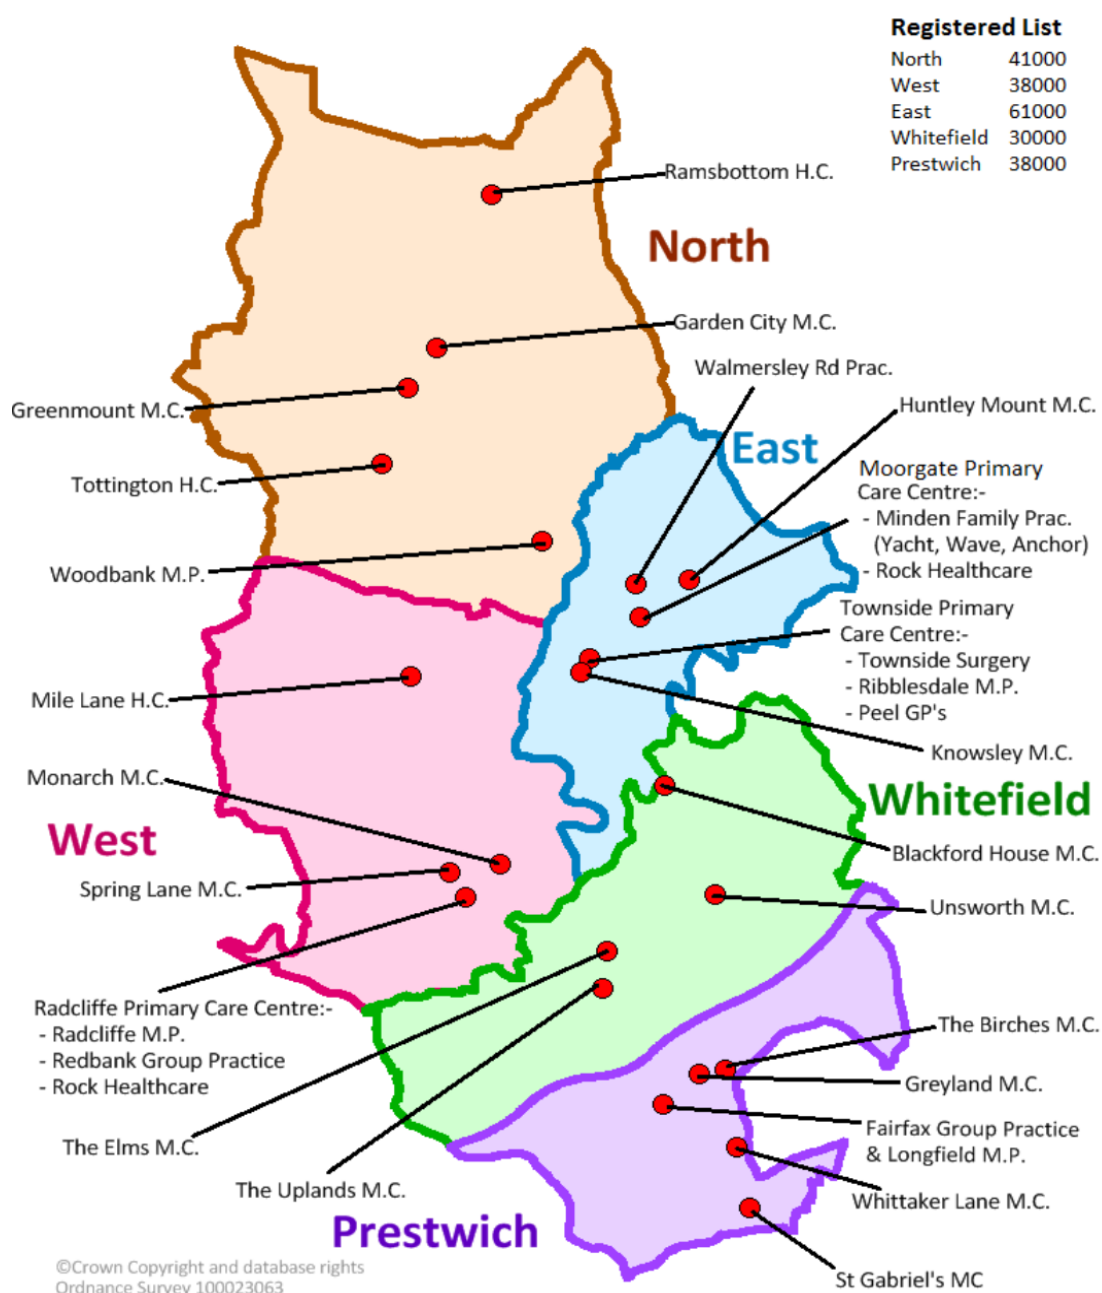 Registered List
North 41000
West 38000
East 61000
Whitefield 30000
Prestwich 38000
Ramsbottom H.C.
North
Garden City M.C.
Walmersley Rd Prac.
Greenmount M.C.
Huntley Mount M.C.
East
Moorgate Primary
Care Centre:-
- Minden Family Prac.
(Yacht, Wave, Anchor)
- Rock Healthcare
Tottington H.C.
Woodbank M.P.
Townside Primary
Care Centre:-
- Townside Surgery
- Ribblesdale M.P.
- Peel GP's
Mile Lane H.C.
Knowsley M.C.
Monarch M.C.
Whitefield
West
Blackford House M.C.
Spring Lane M.C.
Unsworth M.C.
Radcliffe Primary Care Centre:-
- Radcliffe M.P.
- Redbank Group Practice
- Rock Healthcare
The Birches M.C.
Greyland M.C.
Fairfax Group Practice
& Longfield M.P.
The Elms M.C.
The Uplands M.C.
Whittaker Lane M.C.
Prestwich
St Gabriel's MC
©Crown Copyright and database rights
Ordnance Survey 100023063